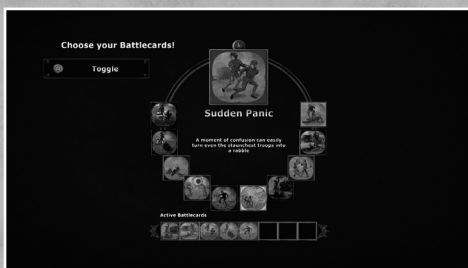 Choose your Battlecards!
Toggle
Sudden Panic
A moment of confusion can easily
turn even the staunchest troops into
a rabble
Active Battlecards